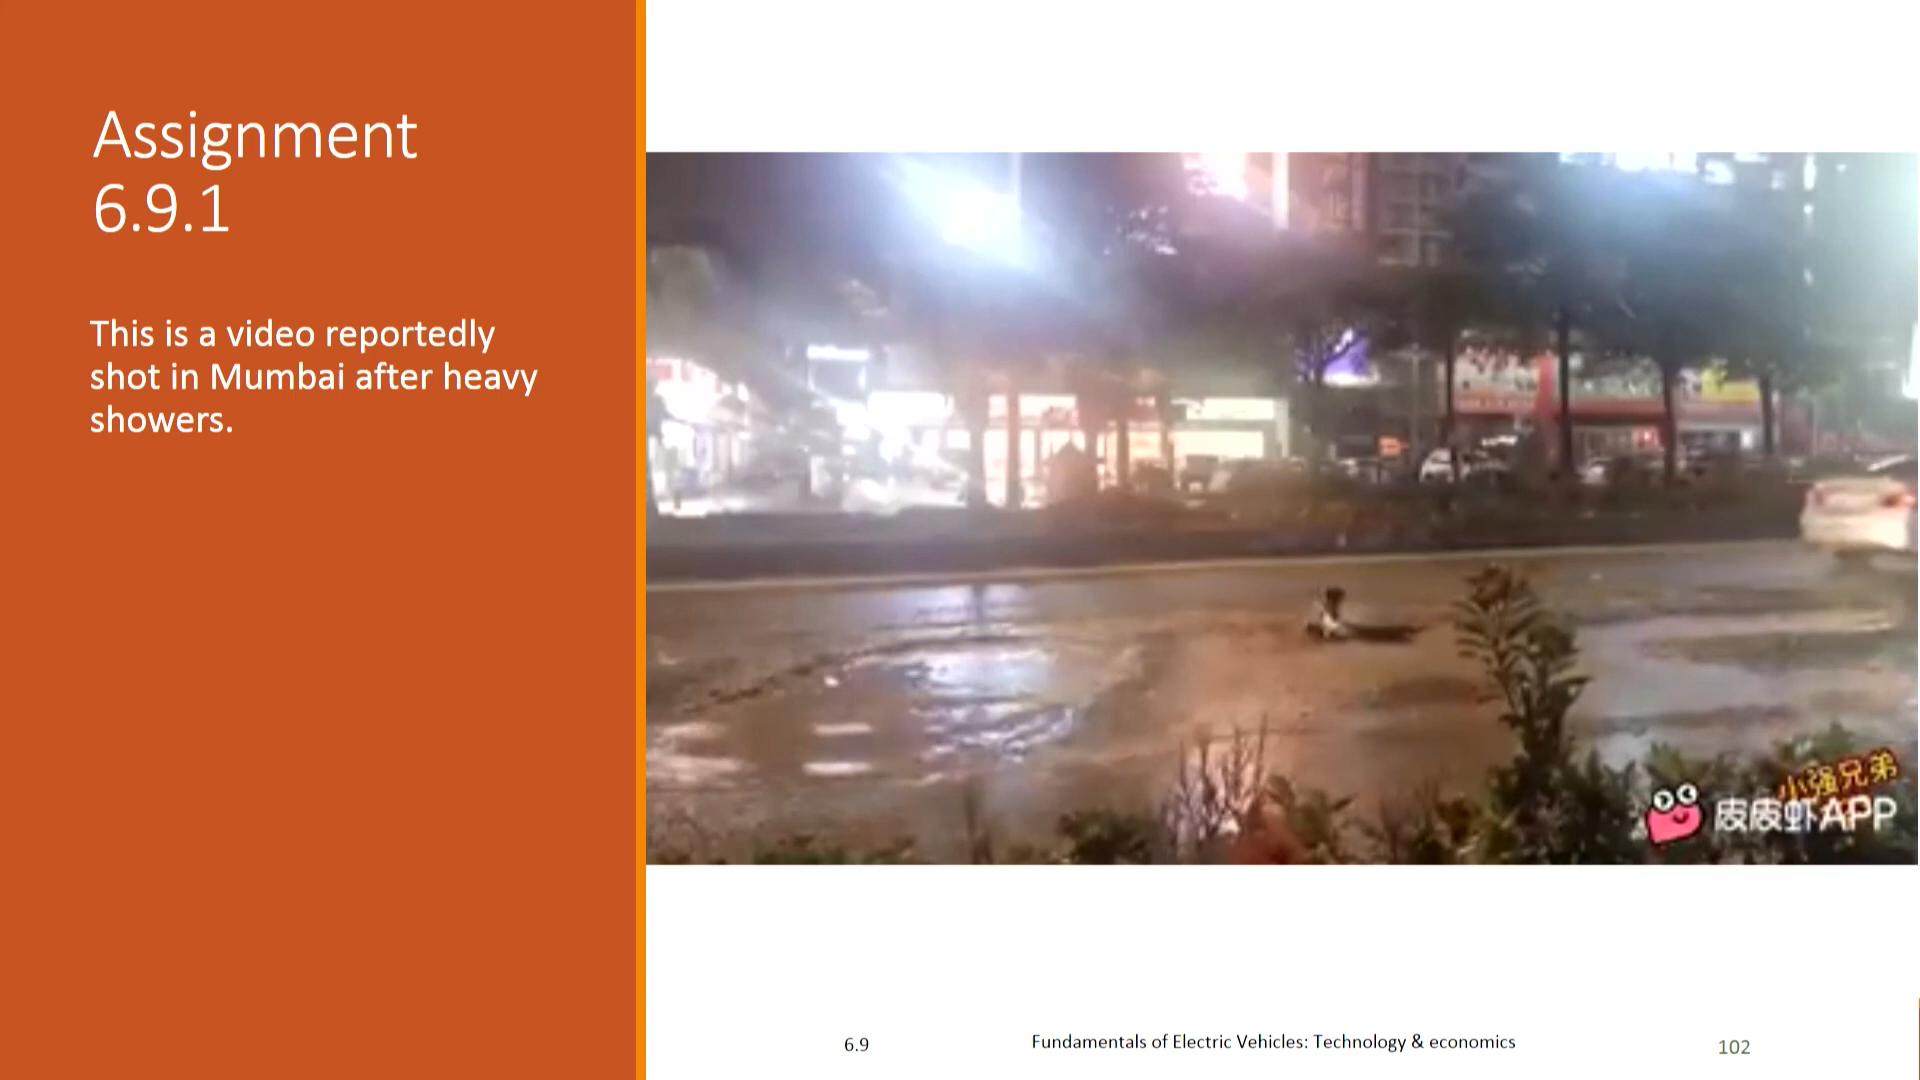 Assignment
6.9.1
This is a video reportedly
shot in Mumbai after heavy
showers.
小强兄弟
皮皮虾APP
6.9
Fundamentals of Electric Vehicles: Technology & economics
102